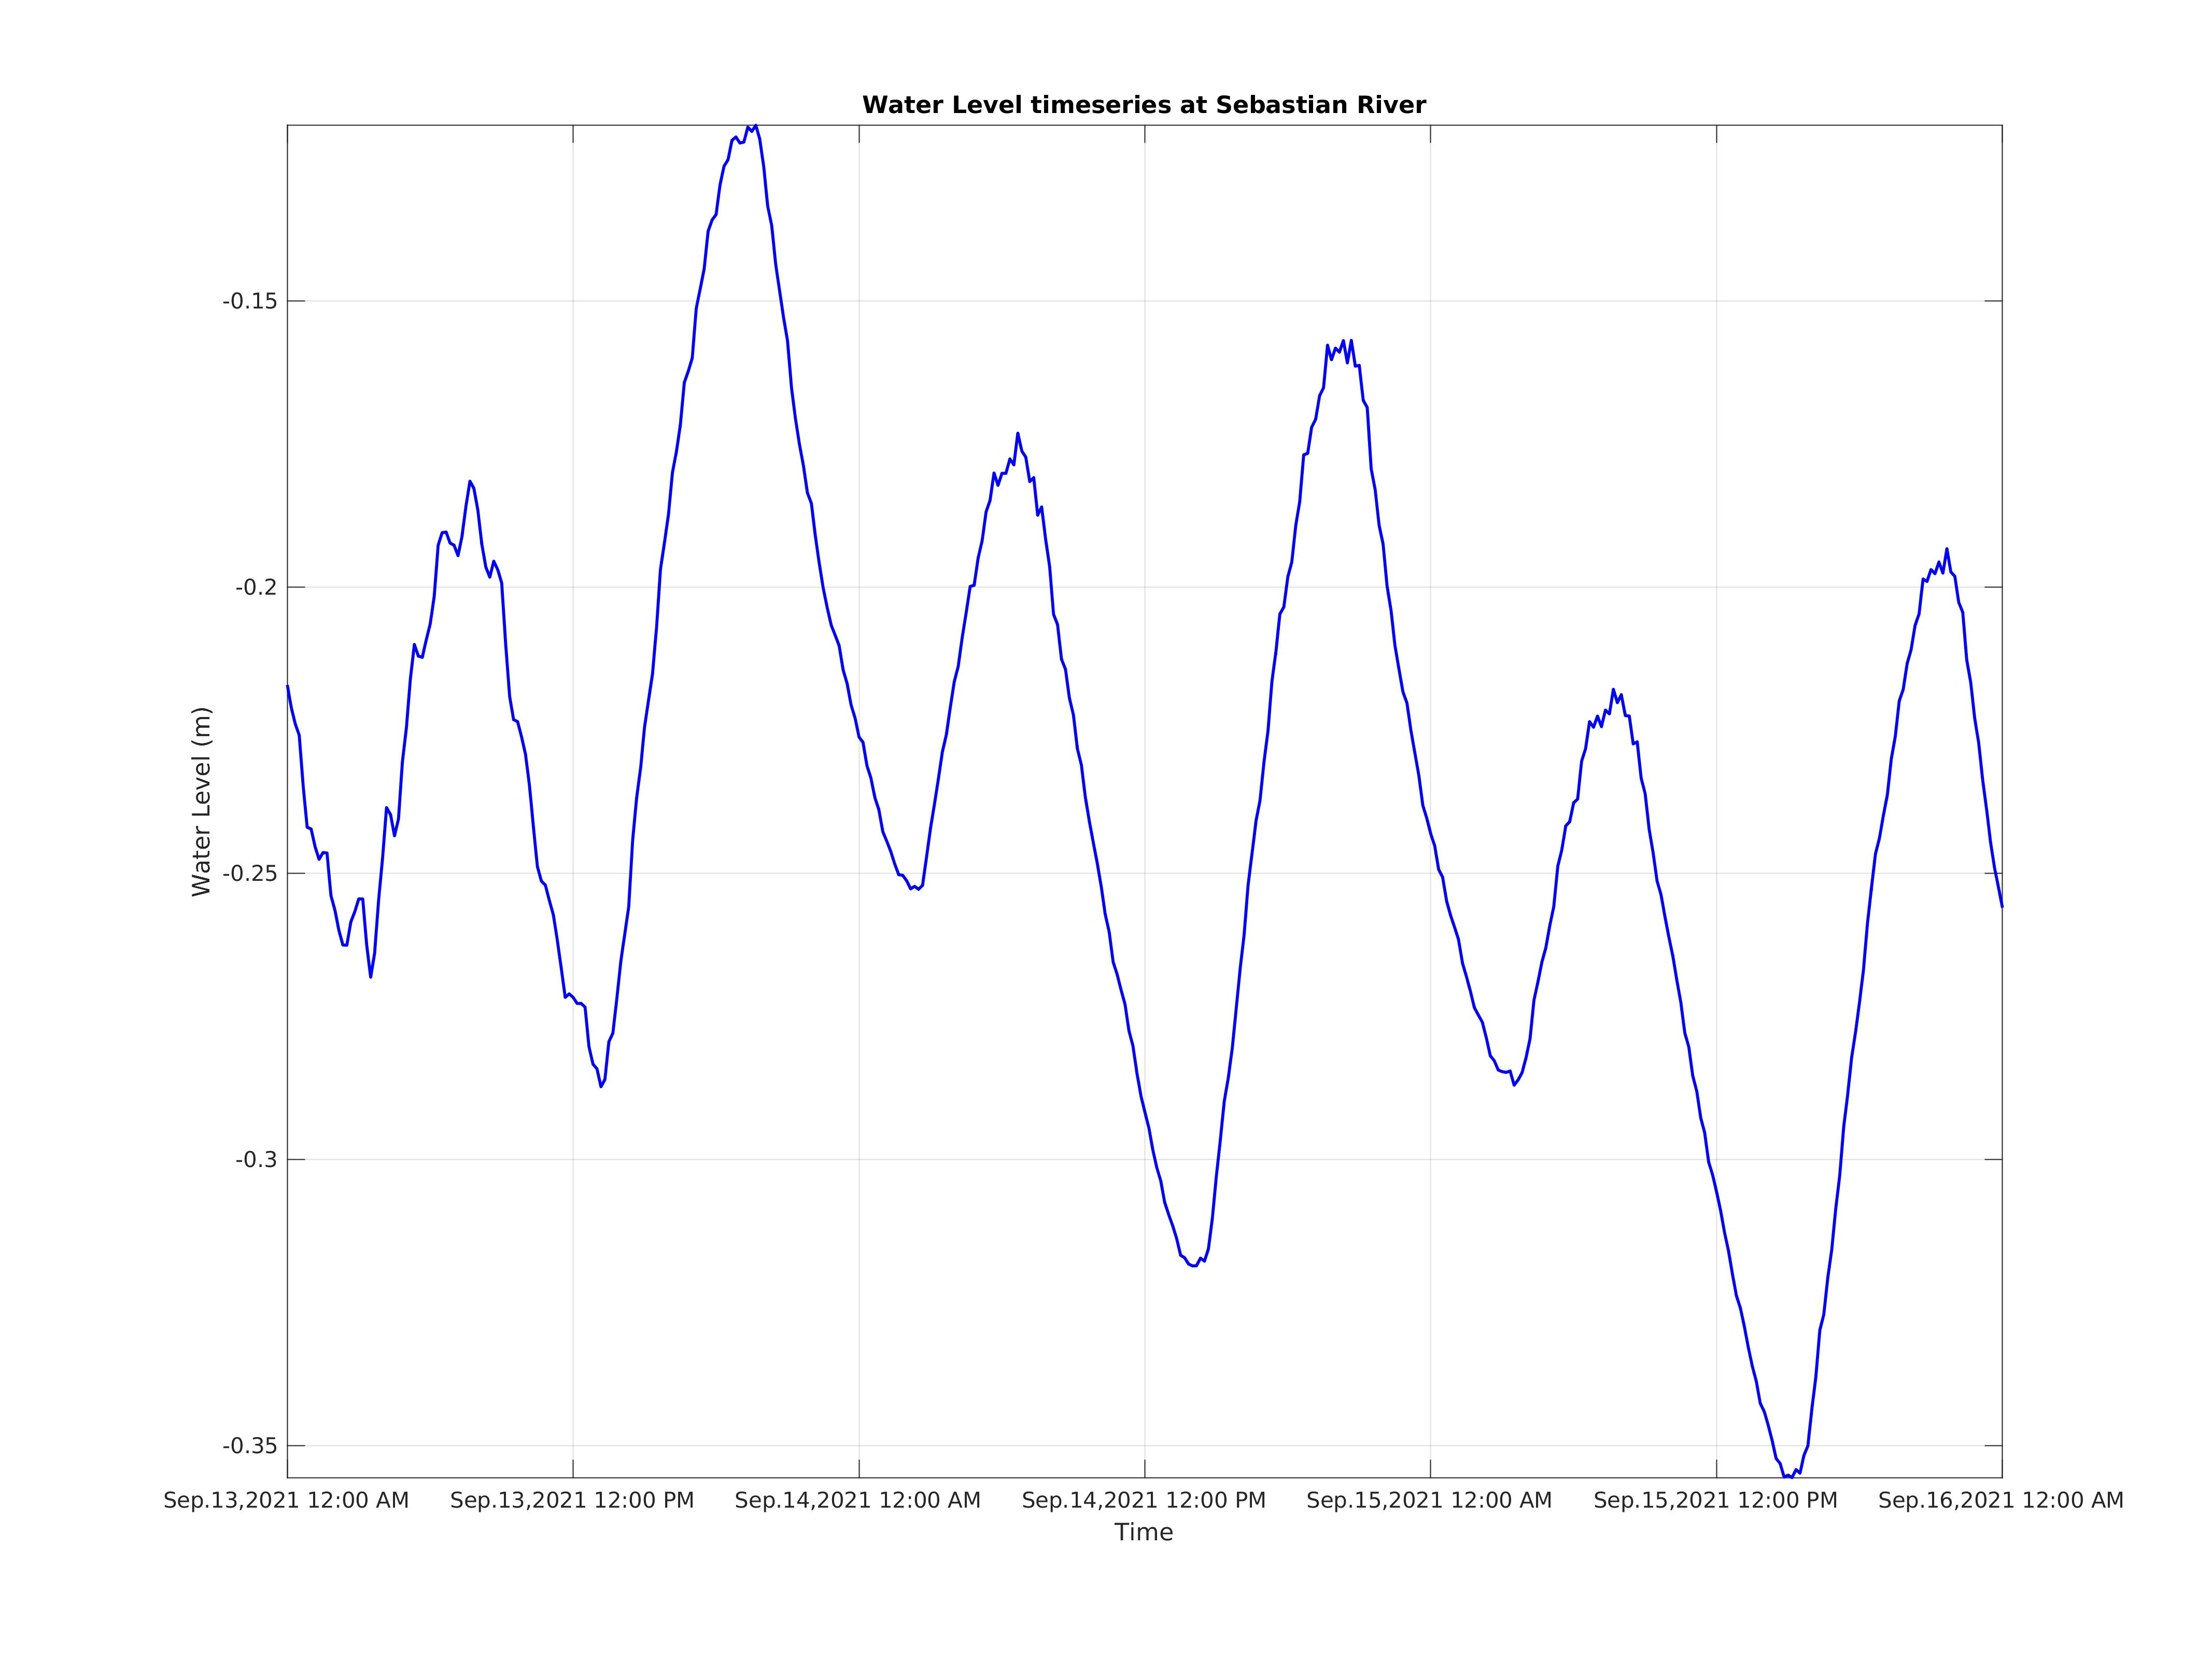 Water Level timeseries at Sebastian River
-0.15
-0.2
-0.25
-0.3
-0.35
Water Level (m)
Sep.13,2021 12:00 AM Sep.13,2021 12:00 PM Sep.14,2021 12:00 AM Sep.14,2021 12:00 PM Sep.15,2021 12:00 AM Sep.15,2021 12:00 PM Sep.16,2021 12:00 AM
Time